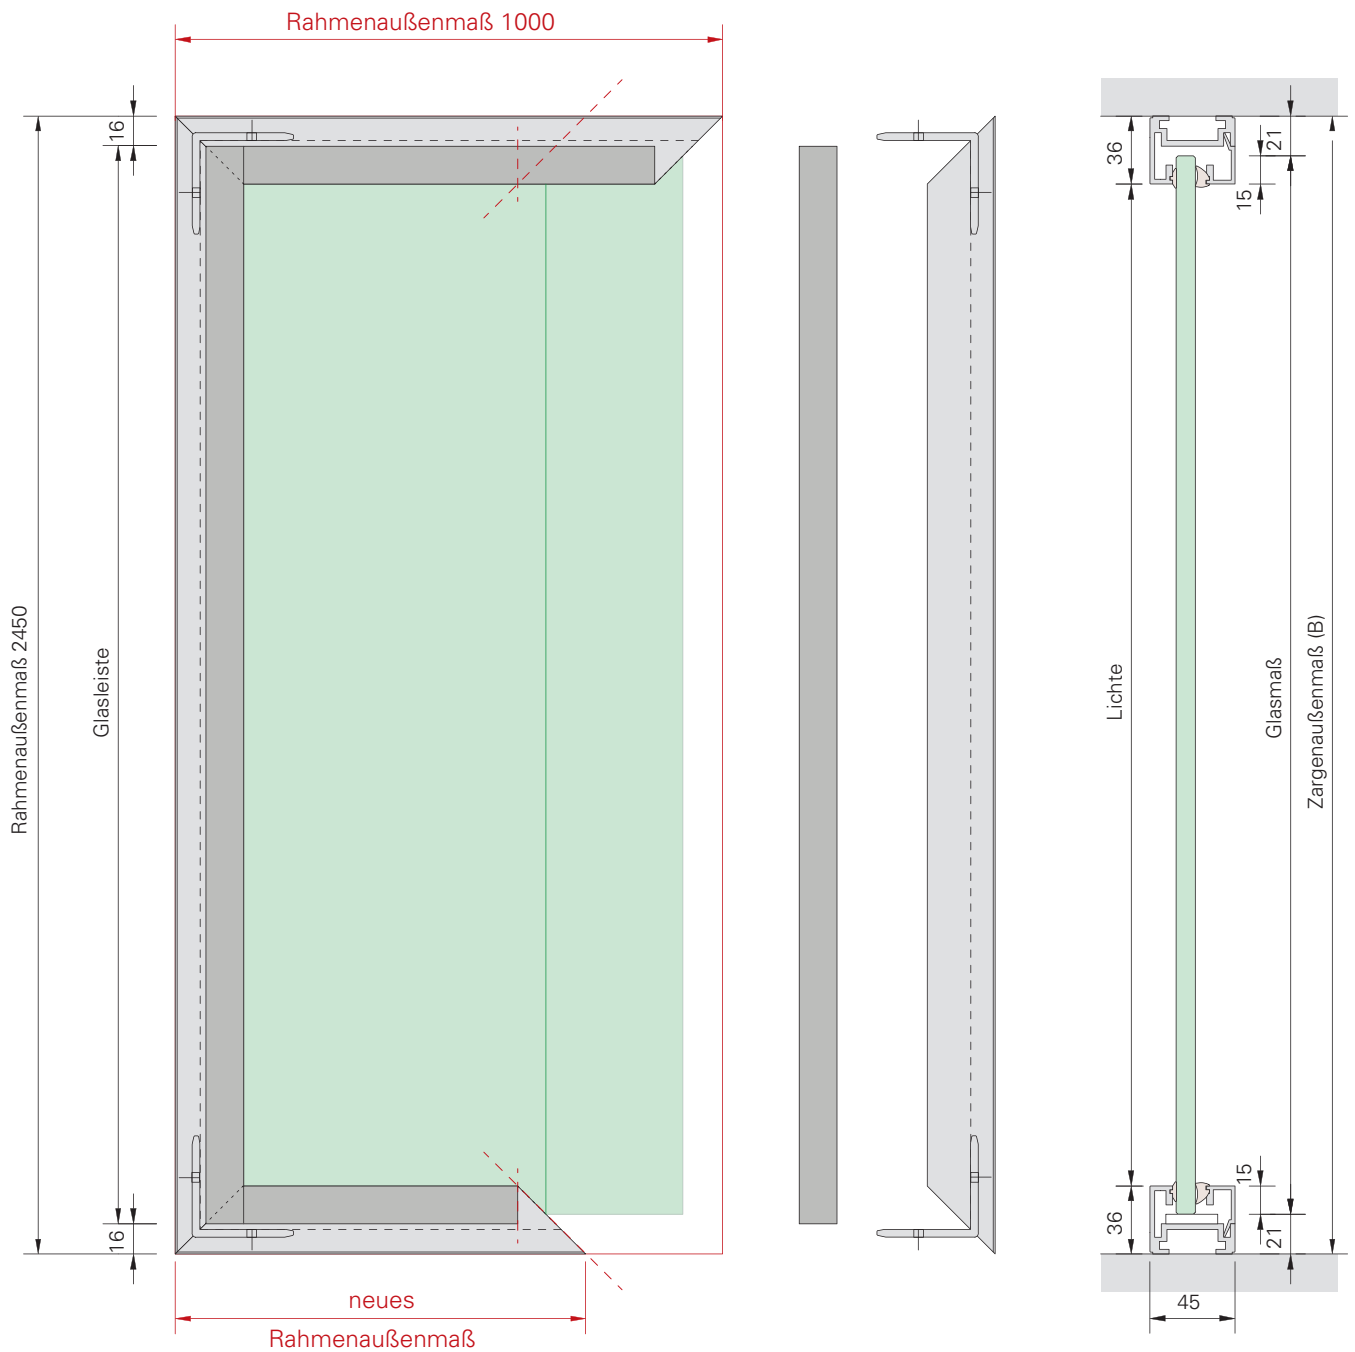 Rahmenaußenmaß 1000
16
36
21
15
Rahmenaußenmaß 2450
Glasleiste
Lichte
Glasmaß
Zargenaußenmaß (B)
16
36
15
21
45
neues
Rahmenaußenmaß